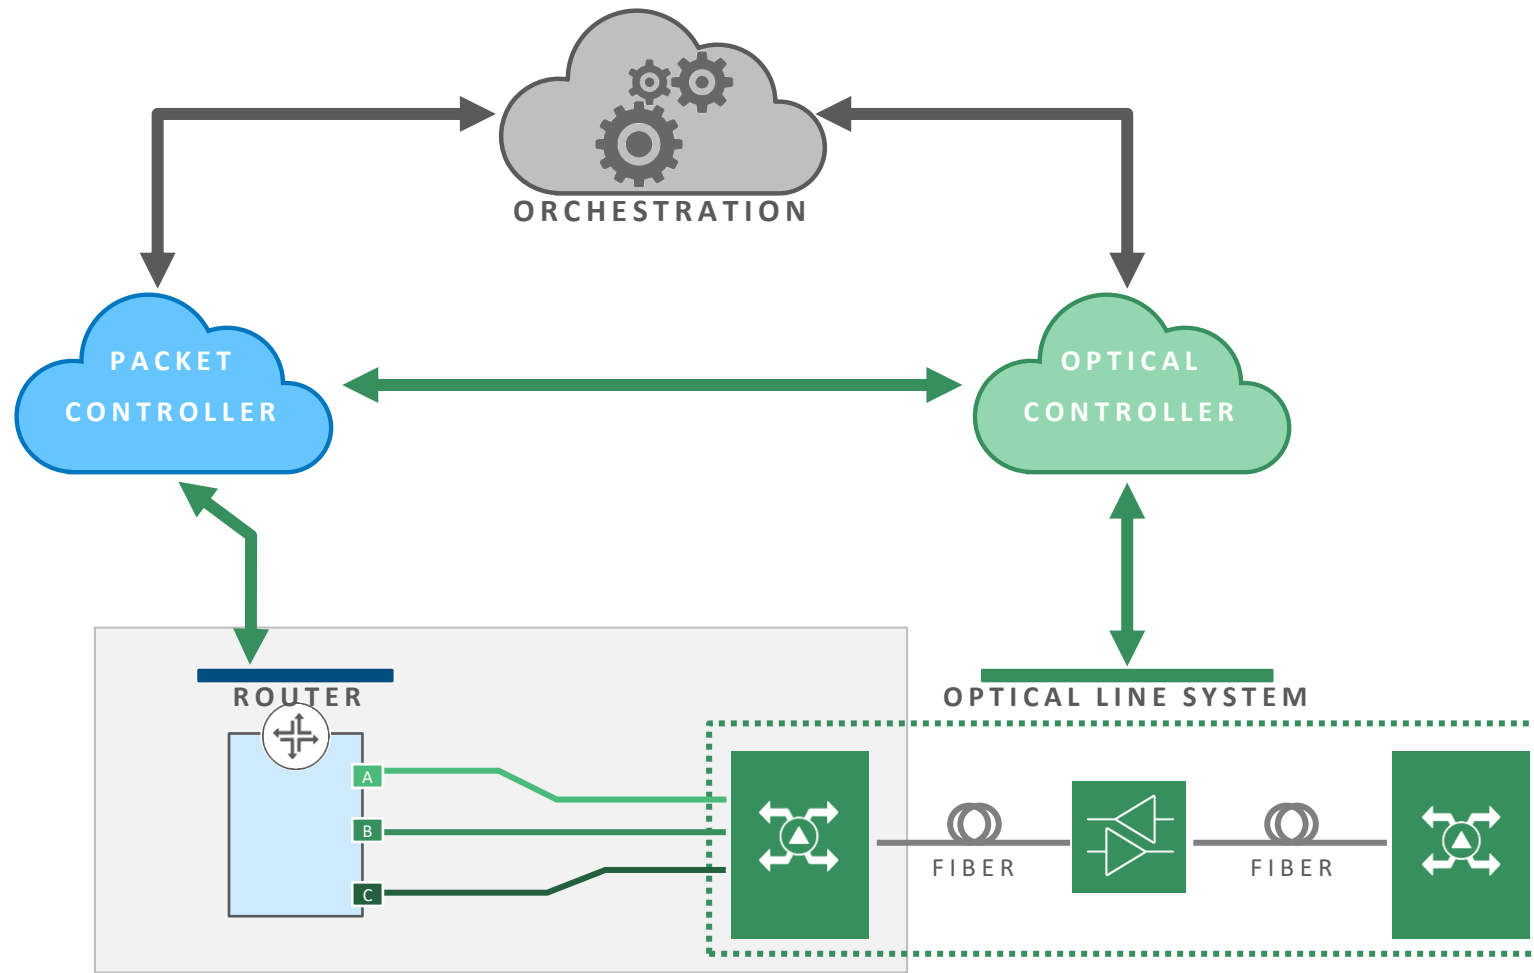 ORCHESTRATION
PACKET
CONTROLLER
OPTICAL
CONTROLLER
ROUTER
OPTICAL LINE SYSTEM
A
B
C
FIBER
FIBER